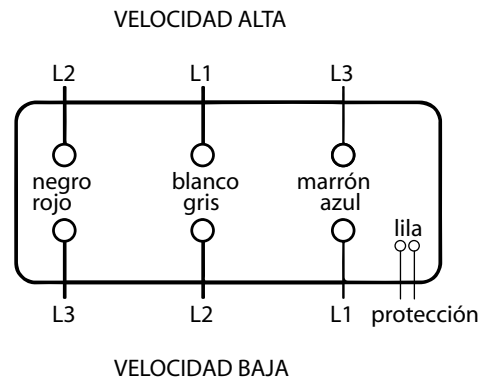 VELOCIDAD ALTA
L2 L1 L3
negro blanco marrón
rojo gris azul
lila
L3 L2 L1 protección
VELOCIDAD BAJA